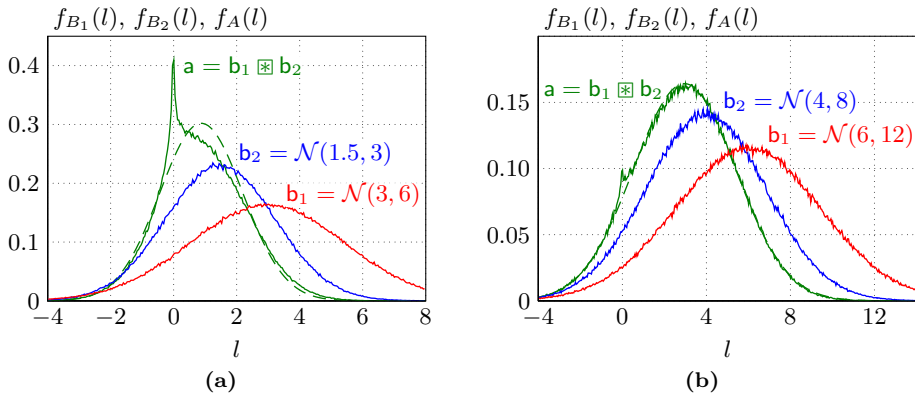 f_{B_1}(l), f_{B_2}(l), f_A(l)
0.4
0.3
0.2
0.1
0
a = b_1 ⊛ b_2
b_2 = N(1.5, 3)
b_1 = N(3, 6)
−4 −2 0 2 4 6 8
l
(a)
f_{B_1}(l), f_{B_2}(l), f_A(l)
0.15
0.10
0.05
0
a = b_1 ⊛ b_2
b_2 = N(4, 8)
b_1 = N(6, 12)
−4 0 4 8 12
l
(b)